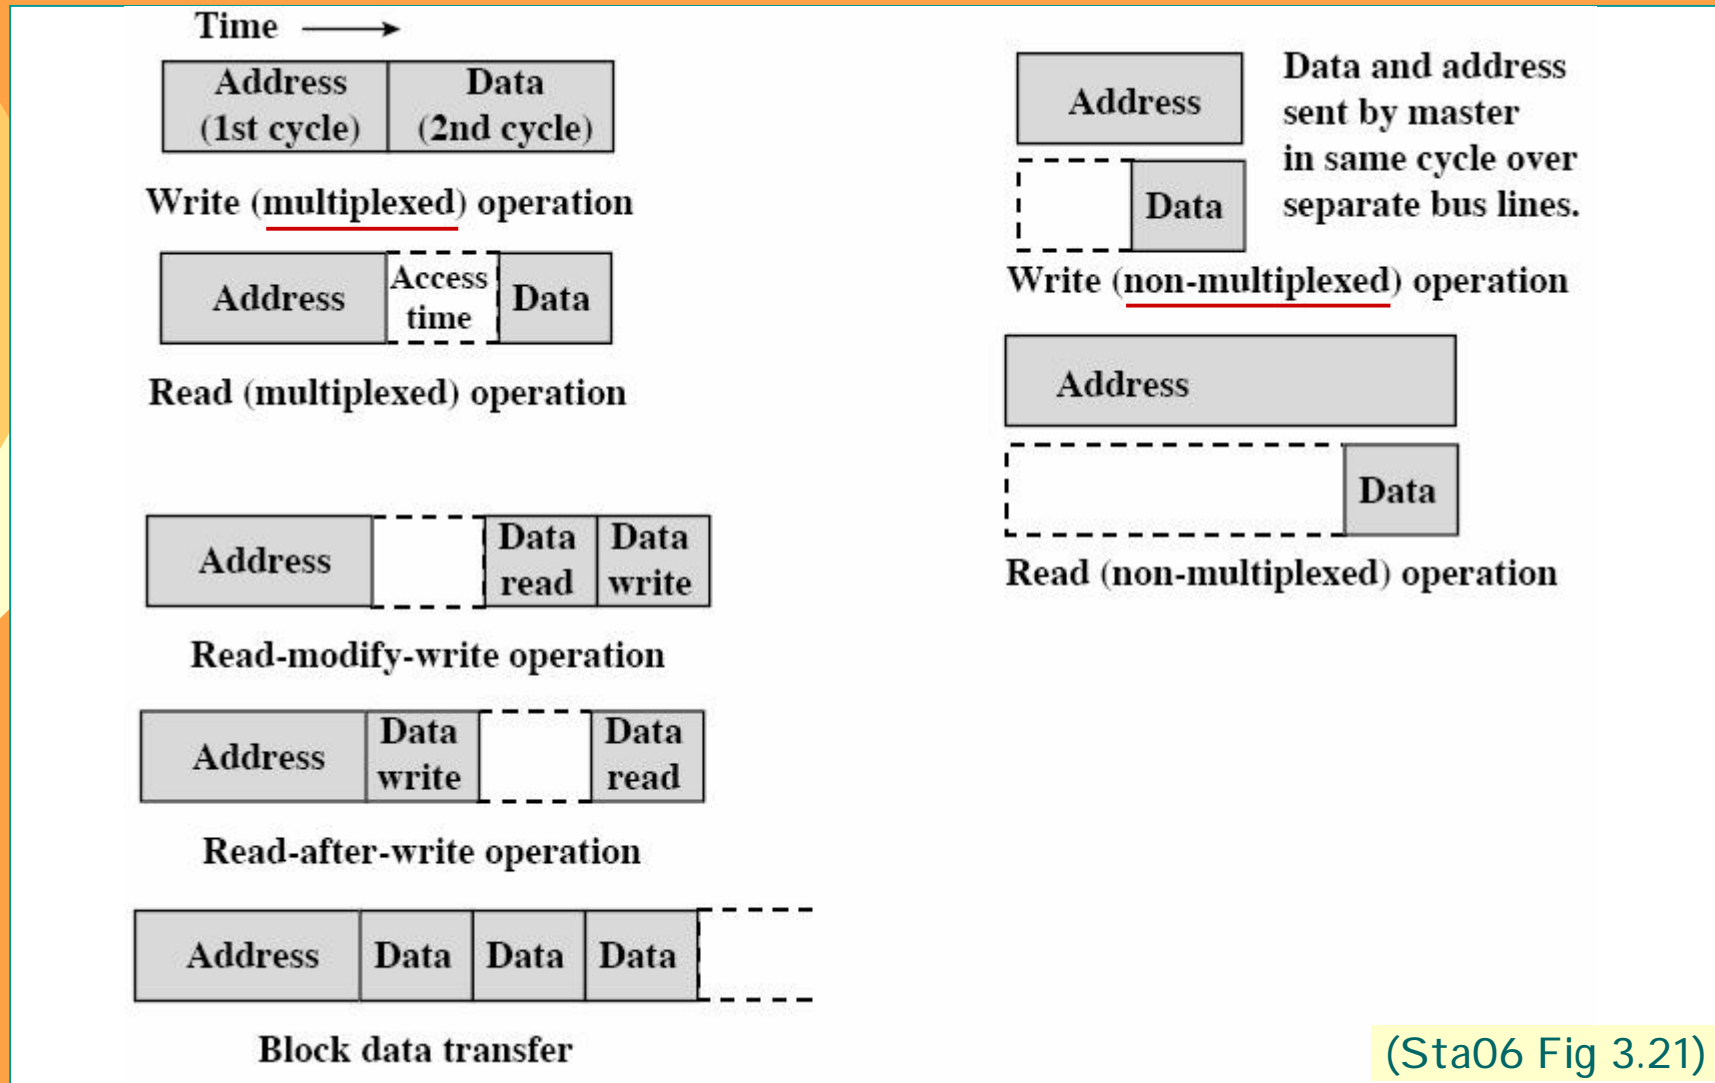 Time
Address
(1st cycle)
Data
(2nd cycle)
Write (multiplexed) operation
Address
Access
time
Data
Read (multiplexed) operation
Address
Data
read
Data
write
Read-modify-write operation
Address
Data
write
Data
read
Read-after-write operation
Address
Data
Data
Data
Block data transfer
Address
Data and address
sent by master
in same cycle over
separate bus lines.
Data
Write (non-multiplexed) operation
Address
Data
Read (non-multiplexed) operation
(Sta06 Fig 3.21)